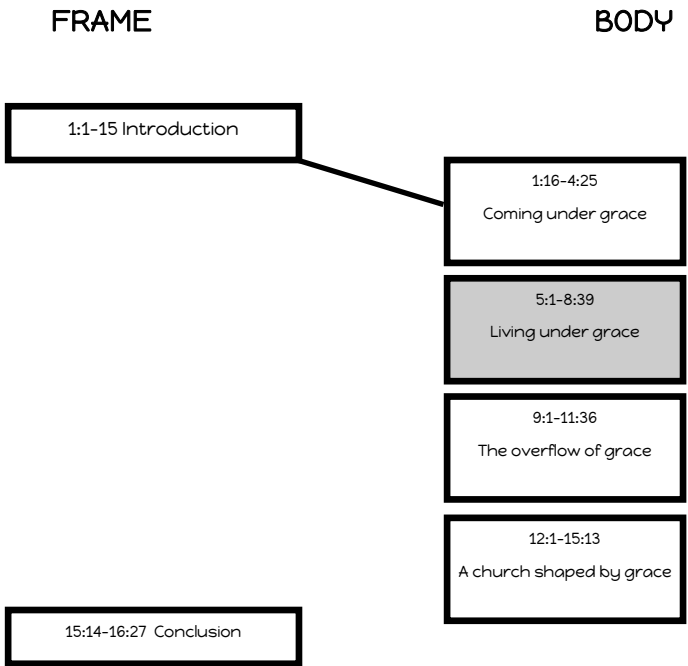 FRAME
BODY
1:1-15 Introduction
1:16-4:25
Coming under grace
5:1-8:39
Living under grace
9:1-11:36
The overflow of grace
12:1-15:13
A church shaped by grace
15:14-16:27 Conclusion